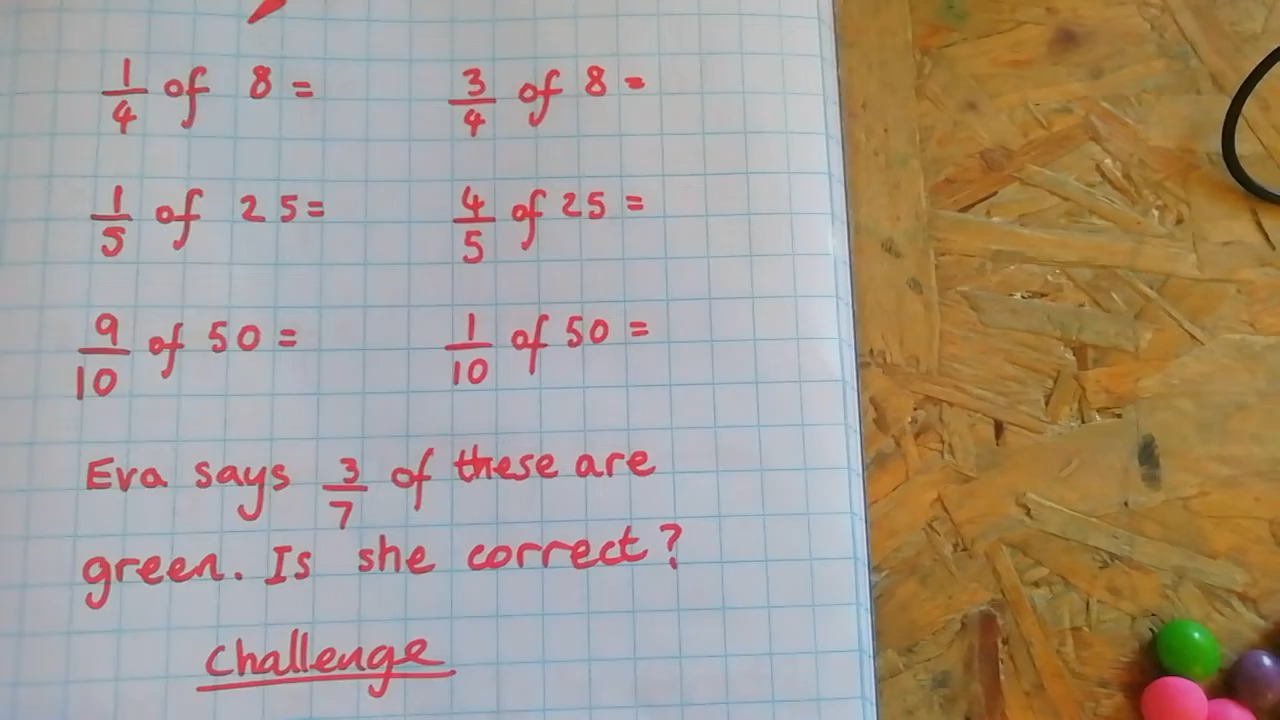 1/4 of 8 = 3/4 of 8 =
1/5 of 25 = 4/5 of 25 =
9/10 of 50 = 1/10 of 50 =
Eva says 3/7 of these are
green. Is she correct?
Challenge